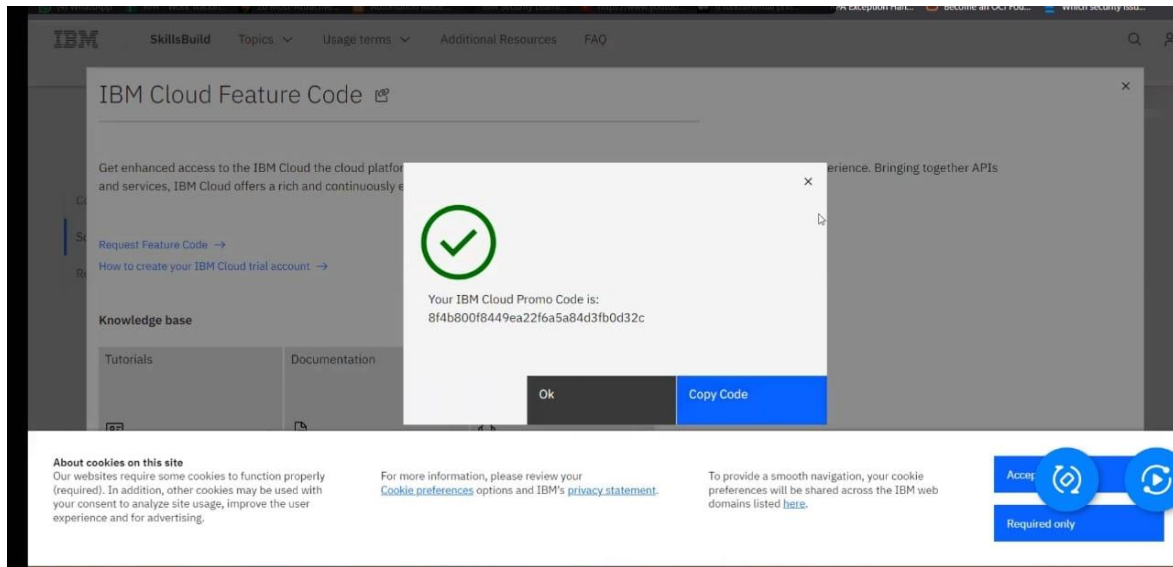 IBM SkillsBuild Topics Usage terms Additional Resources FAQ
IBM Cloud Feature Code
Get enhanced access to the IBM Cloud the cloud platfor erience. Bringing together APIs
and services, IBM Cloud offers a rich and continuously e
Request Feature Code →
How to create your IBM Cloud trial account →
Your IBM Cloud Promo Code is:
8f4b800f8449ea22f6a5a84d3fb0d32c
Knowledge base
Tutorials Documentation
Ok Copy Code
About cookies on this site
Our websites require some cookies to function properly
(required). In addition, other cookies may be used with
your consent to analyze site usage, improve the user
experience and for advertising.
For more information, please review your
Cookie preferences options and IBM's privacy statement.
To provide a smooth navigation, your cookie
preferences will be shared across the IBM web
domains listed here.
Accep
Required only